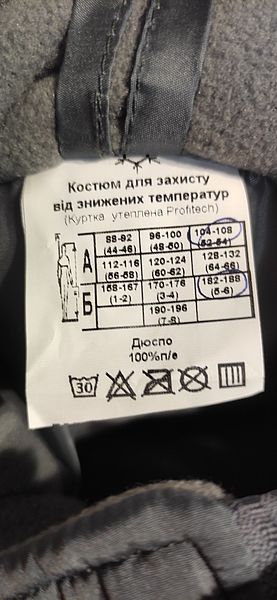 Костюм для захисту
від знижених температур
(Куртка утеплена Profitech)
А
88-92 96-100 104-108
(44-46) (48-50) (52-54)
112-116 120-124 128-132
(56-58) (60-62) (64-66)
Б
158-167 170-176 182-188
(1-2) (3-4) (5-6)
190-196
(7-8)
Дюспо
100%п/е
30